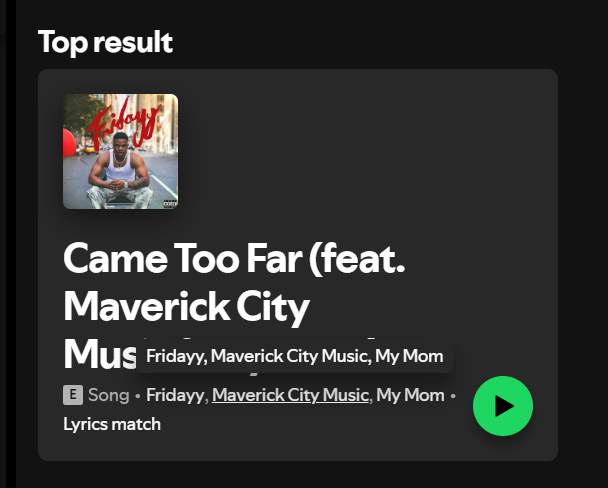 Top result
Fridayy
Came Too Far (feat.
Maverick City
Mus
Fridayy, Maverick City Music, My Mom
E Song • Fridayy, Maverick City Music, My Mom •
Lyrics match